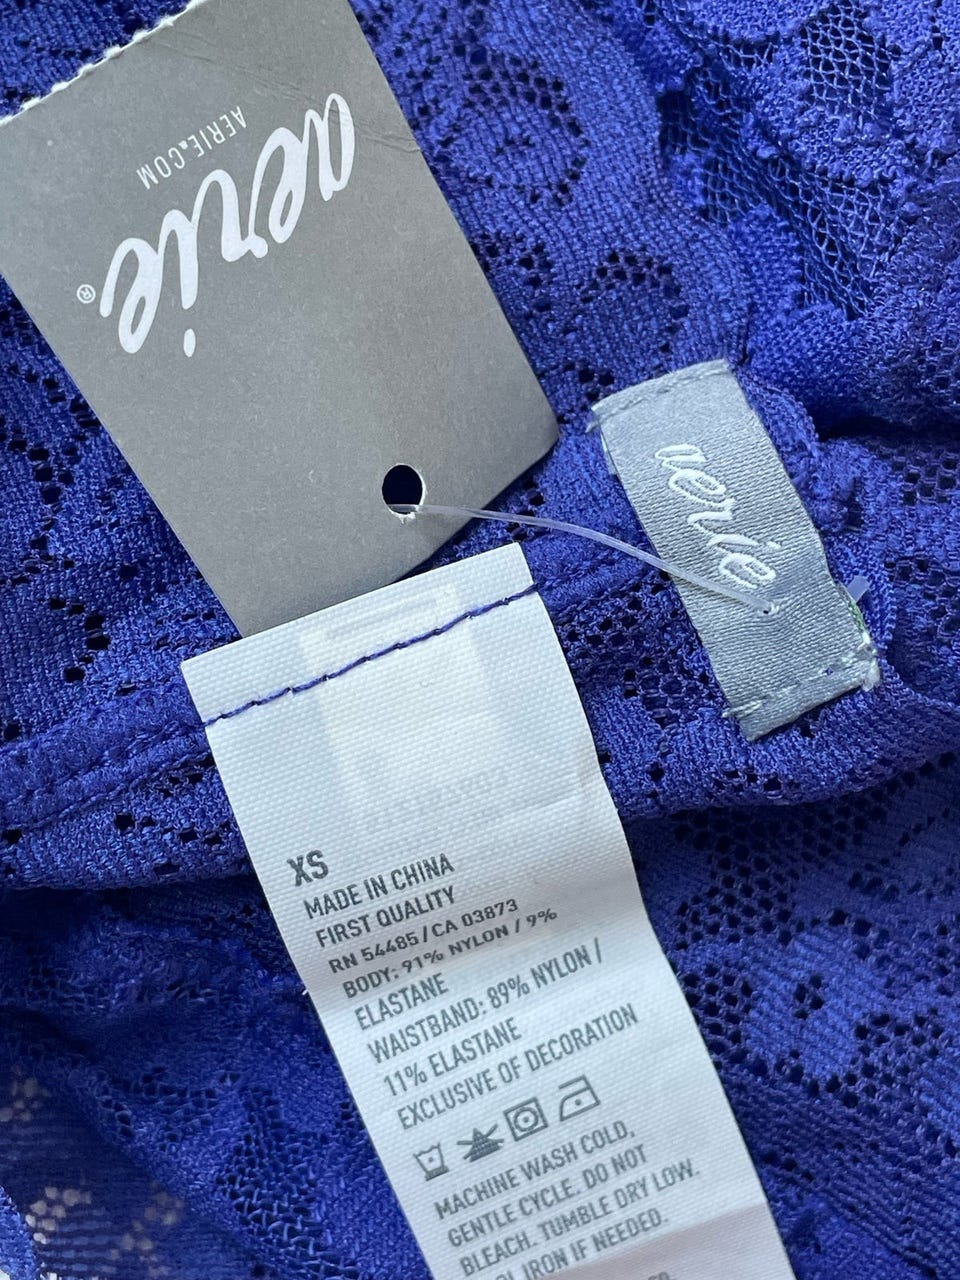 aerie®
AERIE.COM
aerie
XS
MADE IN CHINA
FIRST QUALITY
RN 54485/CA 03873
BODY: 91% NYLON / 9%
ELASTANE
WAISTBAND: 89% NYLON /
11% ELASTANE
EXCLUSIVE OF DECORATION
MACHINE WASH COLD,
GENTLE CYCLE. DO NOT
BLEACH. TUMBLE DRY LOW.
IRON IF NEEDED.